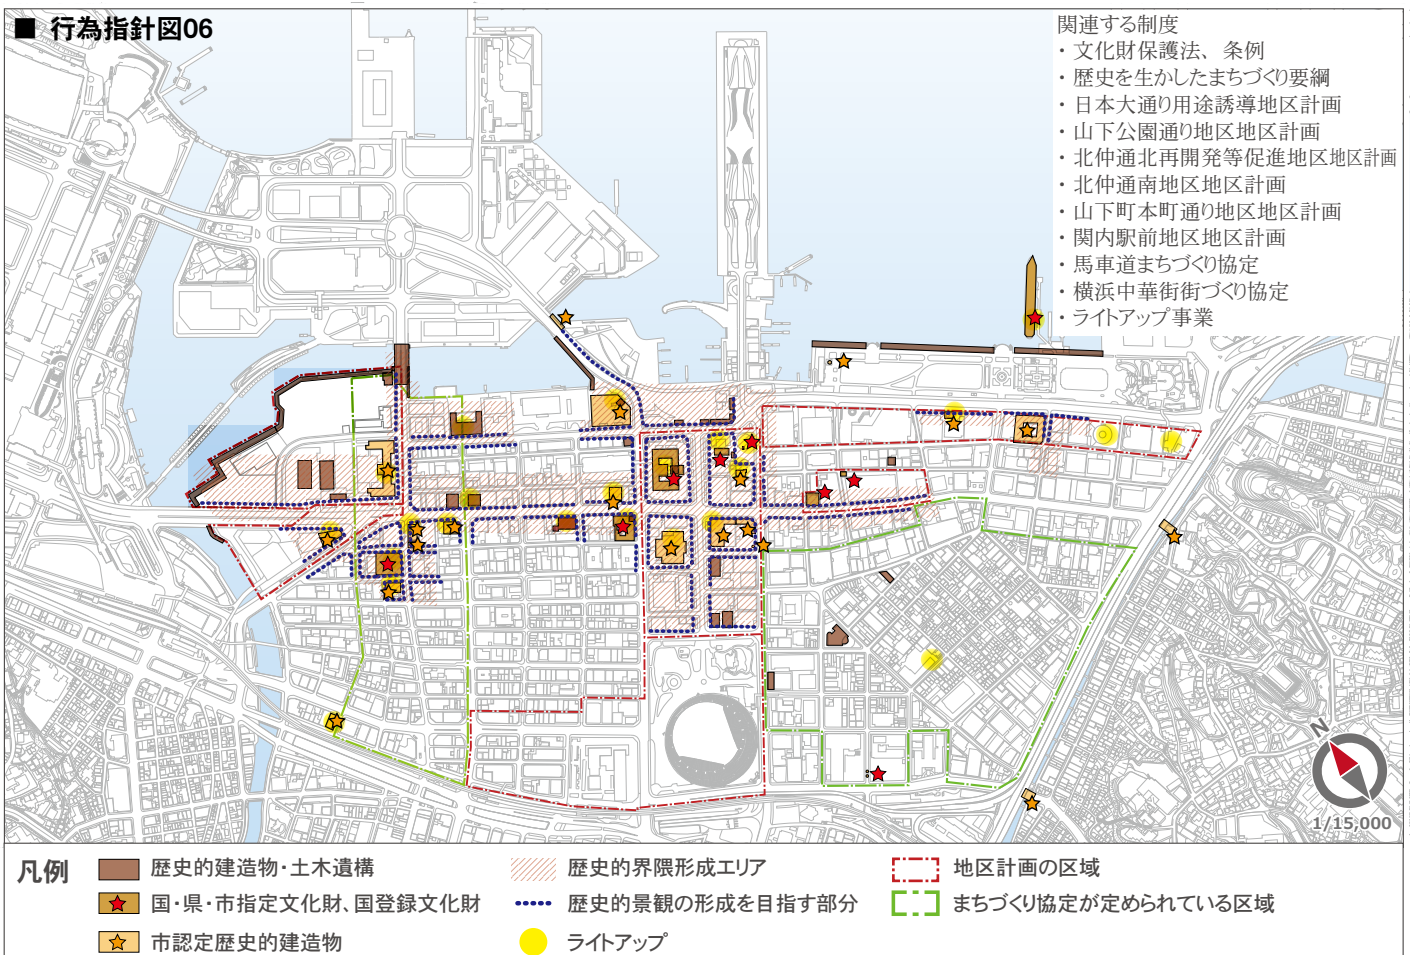 ■ 行為指針図06
関連する制度
・ 文化財保護法、条例
・ 歴史を生かしたまちづくり要綱
・ 日本大通り用途誘導地区計画
・ 山下公園通り地区地区計画
・ 北仲通北再開発等促進地区地区計画
・ 北仲通南地区地区計画
・ 山下町本町通り地区地区計画
・ 関内駅前地区地区計画
・ 馬車道まちづくり協定
・ 横浜中華街街づくり協定
・ ライトアップ事業
N
1/15,000
凡例
歴史的建造物・土木遺構
歴史的界隈形成エリア
地区計画の区域
国・県・市指定文化財、国登録文化財
歴史的景観の形成を目指す部分
まちづくり協定が定められている区域
市認定歴史的建造物
ライトアップ